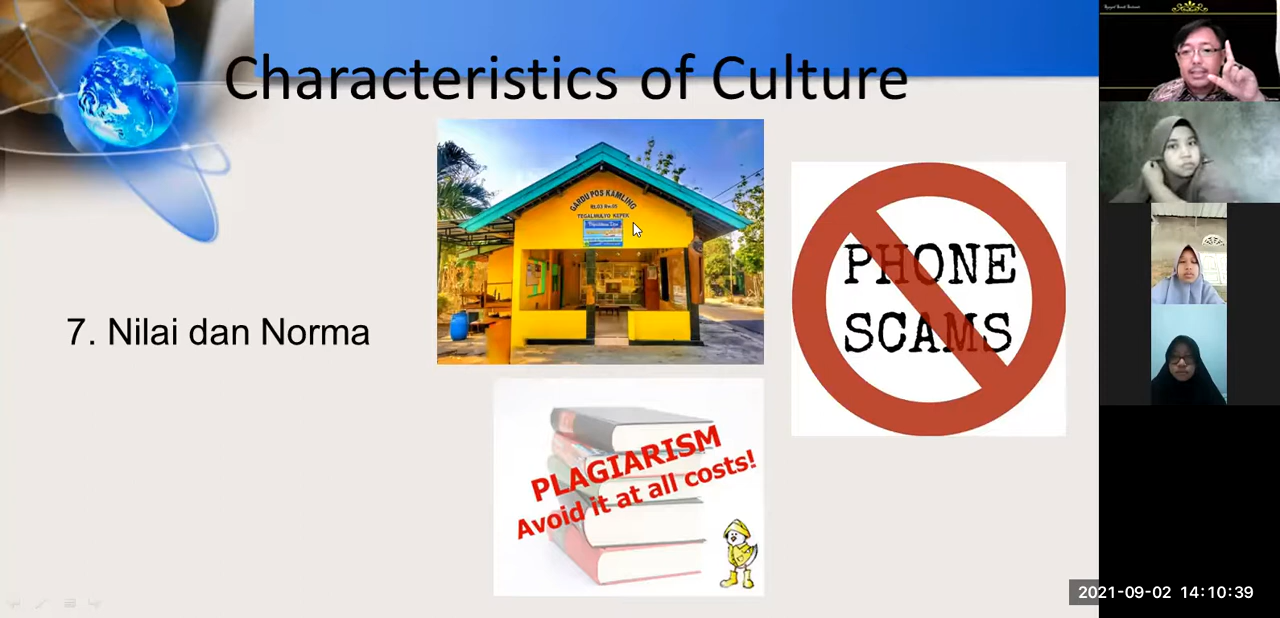 Characteristics of Culture
GARDU POS KAMLING
TEGALMULYO KEPEK
7. Nilai dan Norma
PHONE
SCAMS
PLAGIARISM
Avoid it at all costs!
2021-09-02 14:10:39